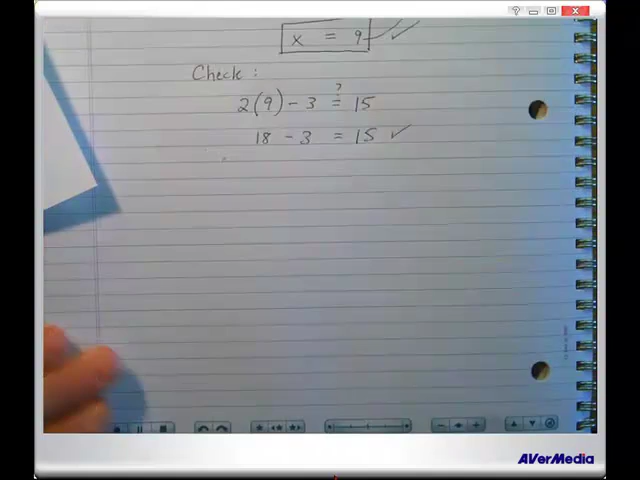 x = 9 ✓
Check :
2(9) - 3 ≟ 15
18 - 3 = 15 ✓
AVerMedia